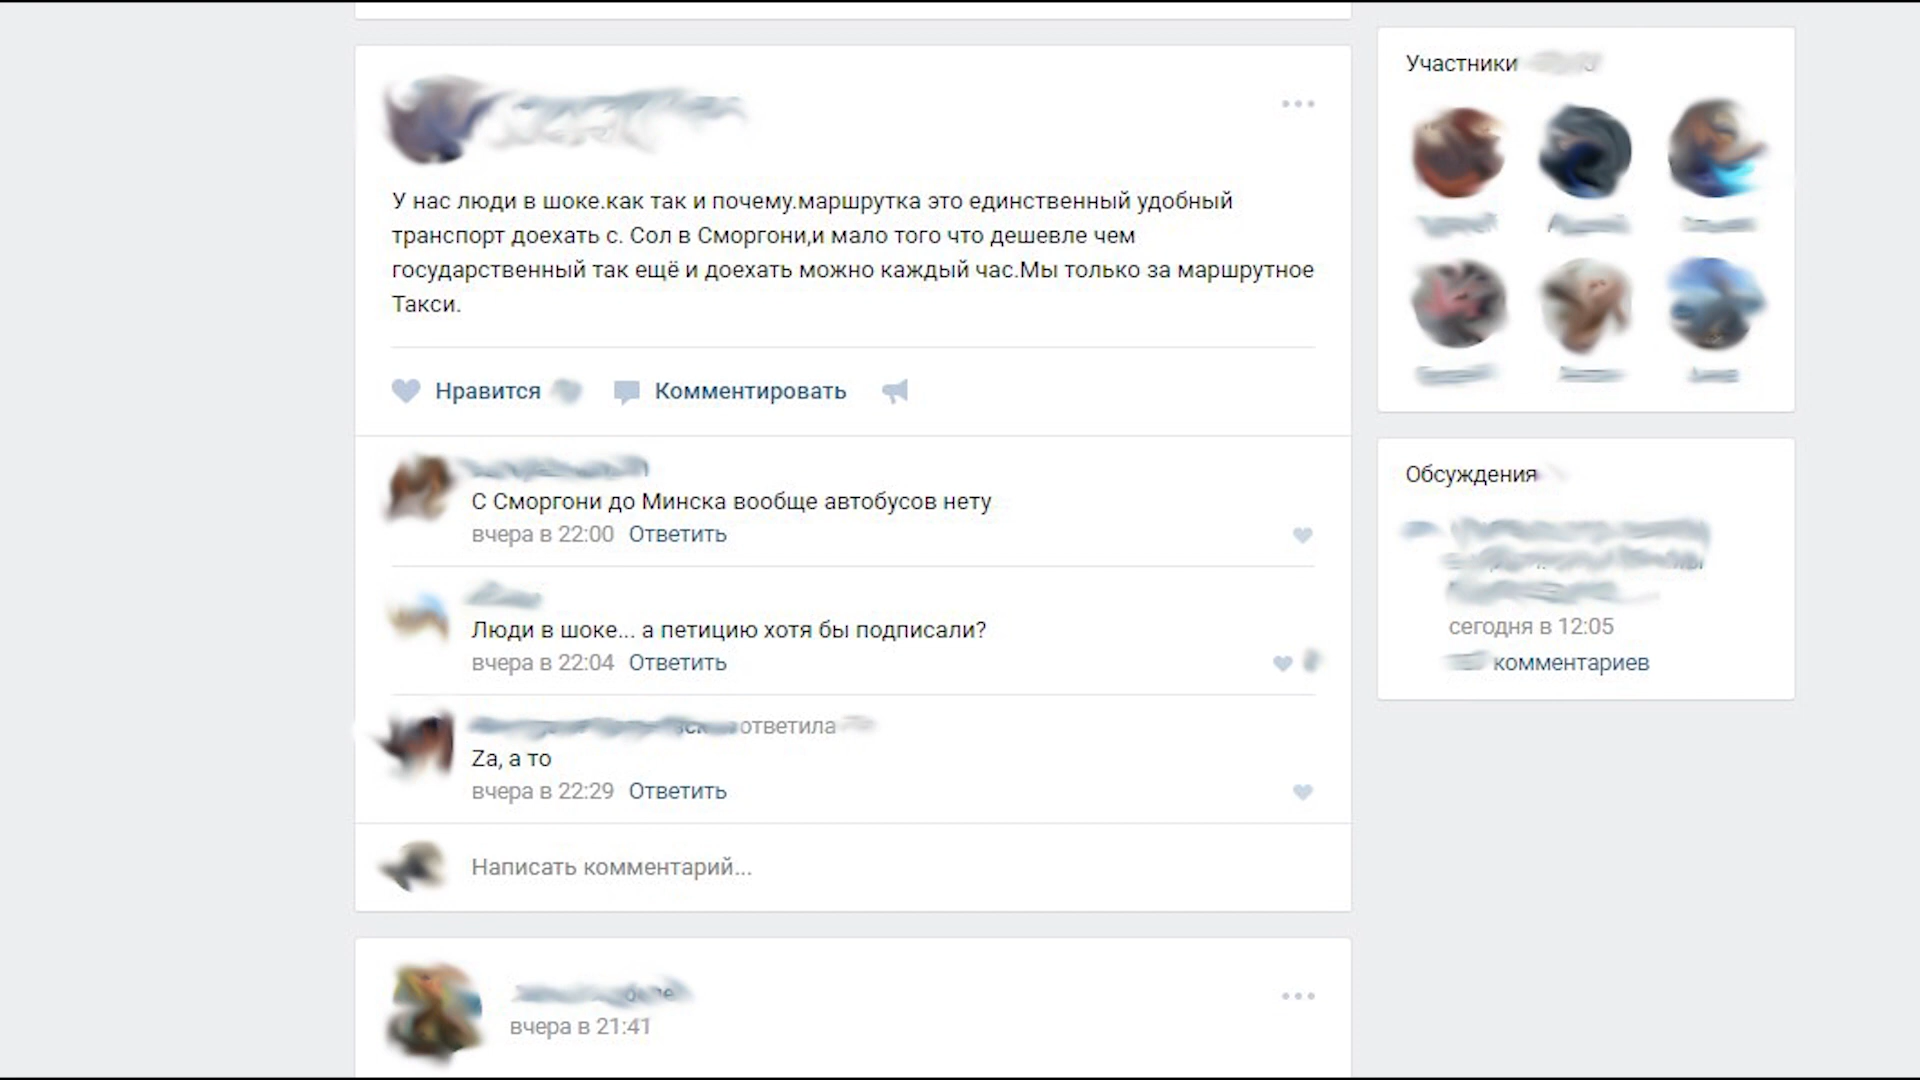 У нас люди в шоке.как так и почему.маршрутка это единственный удобный
транспорт доехать с. Сол в Сморгони,и мало того что дешевле чем
государственный так ещё и доехать можно каждый час.Мы только за маршрутное
Такси.
Нравится Комментировать
С Сморгони до Минска вообще автобусов нету
вчера в 22:00 Ответить
Люди в шоке... а петицию хотя бы подписали?
вчера в 22:04 Ответить
ответила
Za, а то
вчера в 22:29 Ответить
Написать комментарий...
вчера в 21:41
Участники
Обсуждения
сегодня в 12:05
комментариев